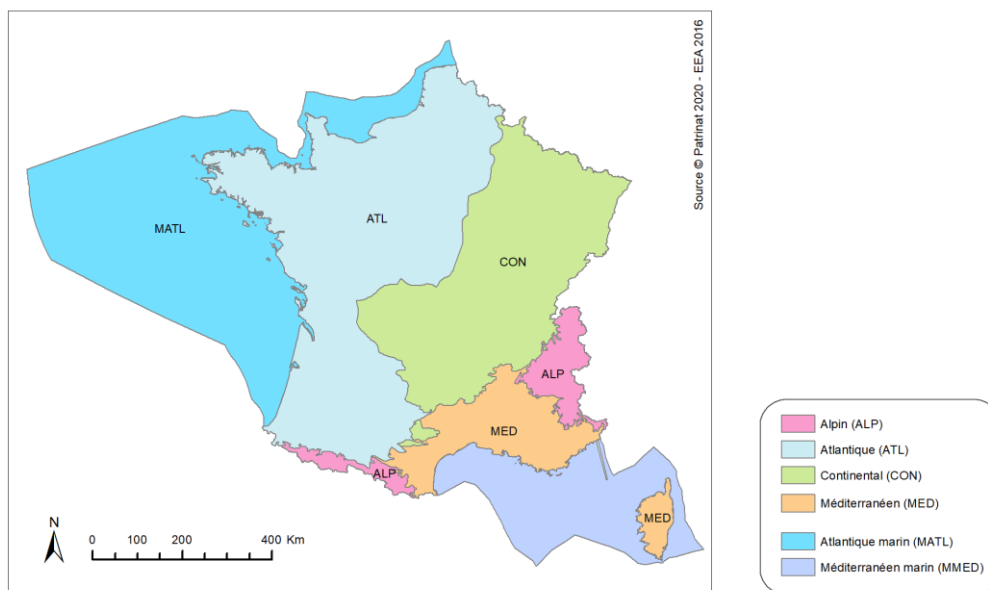 Source © Patrinat 2020 - EEA 2016
MATL
ATL
CON
ALP
MED
ALP
MED
N
0 100 200 400 Km
Alpin (ALP)
Atlantique (ATL)
Continental (CON)
Méditerranéen (MED)
Atlantique marin (MATL)
Méditerranéen marin (MMED)